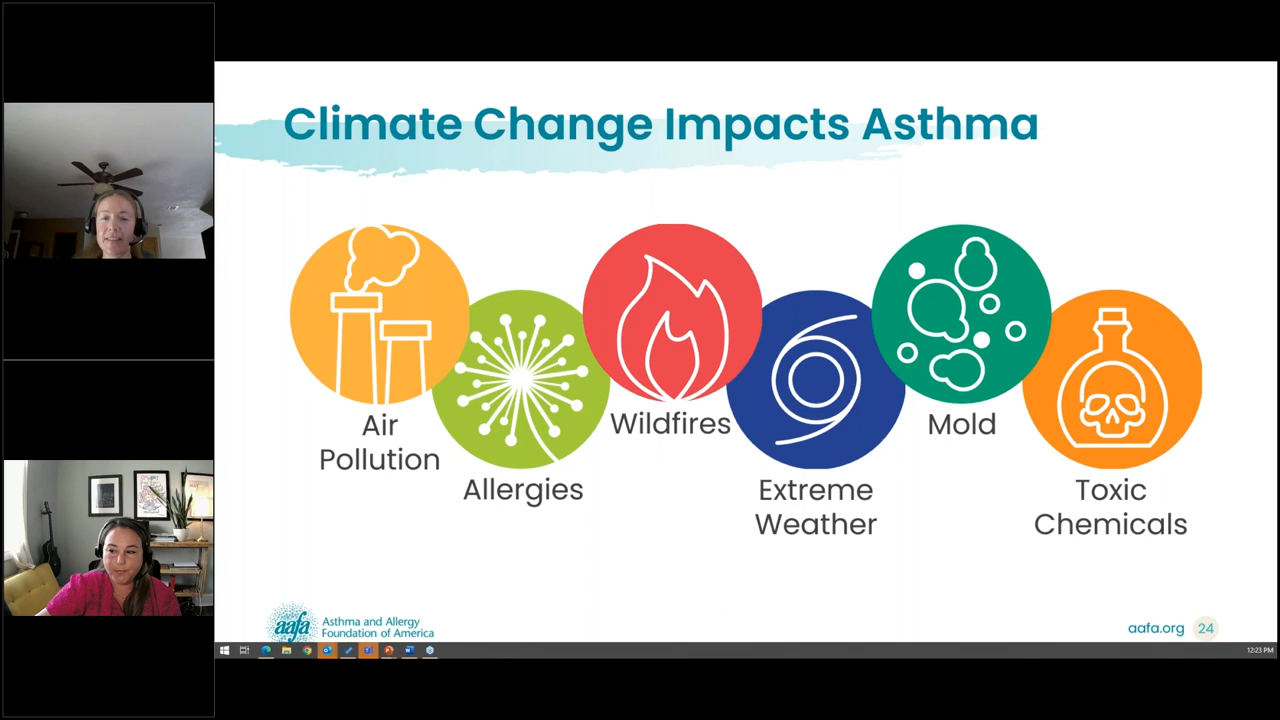 Climate Change Impacts Asthma
Air
Pollution
Allergies
Wildfires
Extreme
Weather
Mold
Toxic
Chemicals
aafa
Asthma and Allergy
Foundation of America
aafa.org 24
12:23 PM